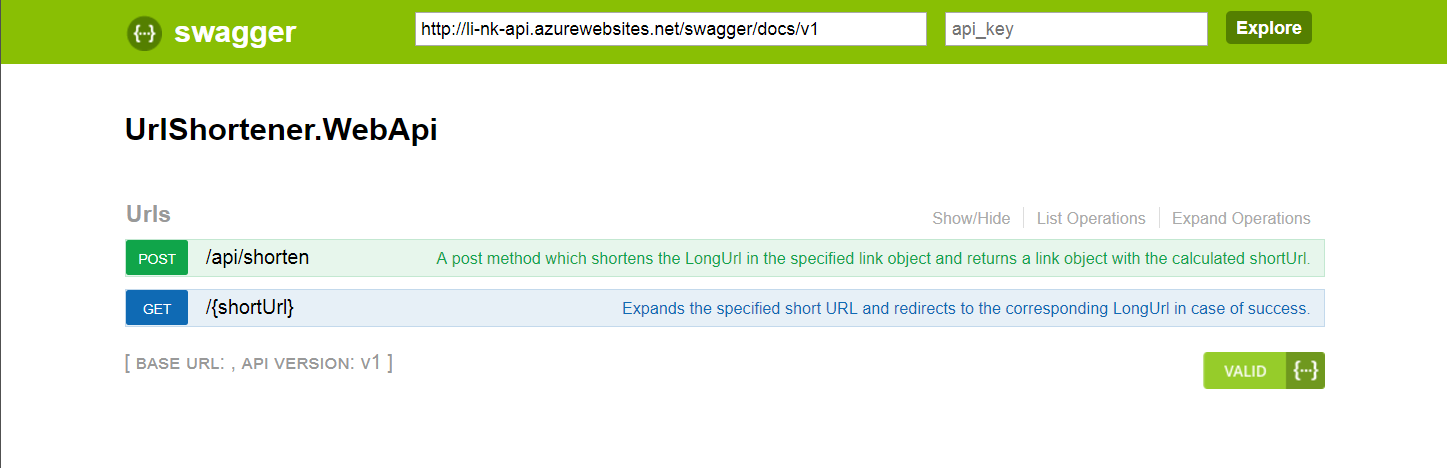 {···} swagger http://li-nk-api.azurewebsites.net/swagger/docs/v1 api_key Explore
UrlShortener.WebApi
Urls Show/Hide List Operations Expand Operations
POST /api/shorten A post method which shortens the LongUrl in the specified link object and returns a link object with the calculated shortUrl.
GET /{shortUrl} Expands the specified short URL and redirects to the corresponding LongUrl in case of success.
[ BASE URL: , API VERSION: V1 ] VALID {···}